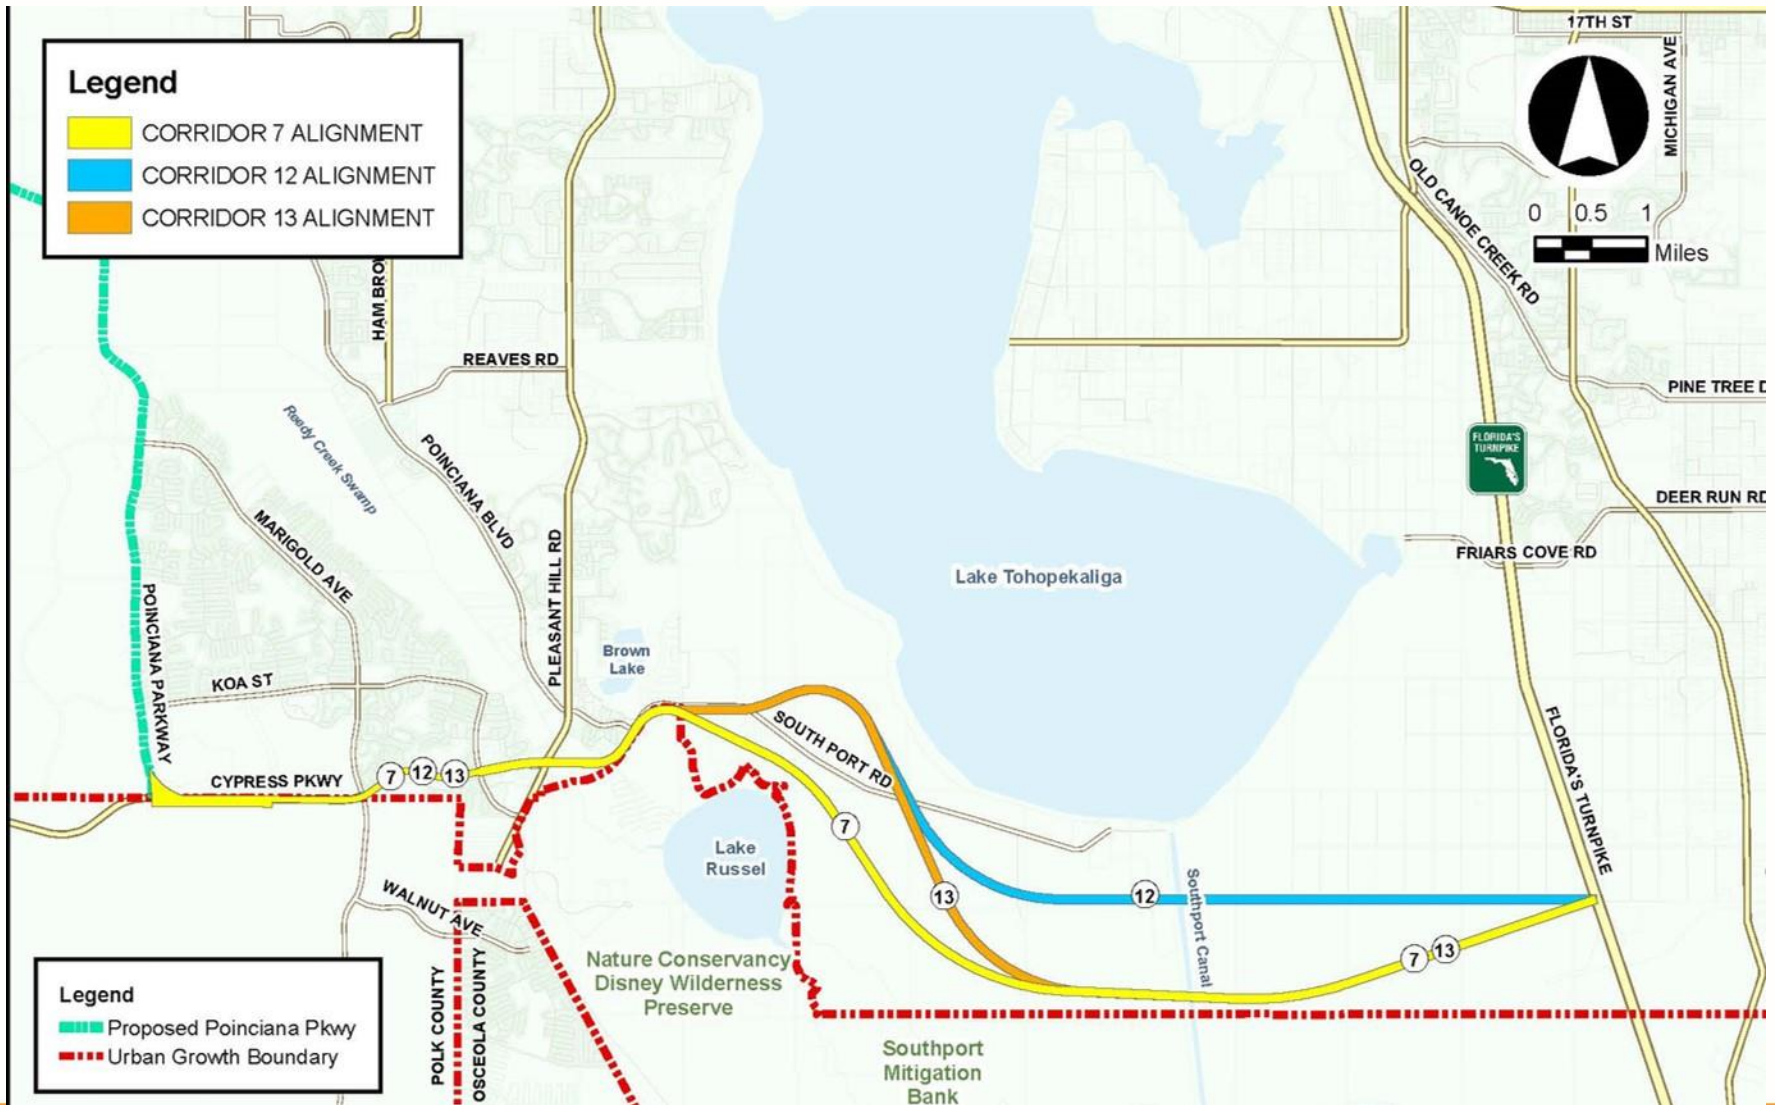 Legend
CORRIDOR 7 ALIGNMENT
CORRIDOR 12 ALIGNMENT
CORRIDOR 13 ALIGNMENT
17TH ST
MICHIGAN AVE
0 0.5 1
Miles
OLD CANOE CREEK RD
HAM BROW
REAVES RD
PINE TREE D
Reedy Creek Swamp
POINCIANA BLVD
FLORIDA'S
TURNPIKE
DEER RUN RD
MARIGOLD AVE
PLEASANT HILL RD
FRIARS COVE RD
Lake Tohopekaliga
POINCIANA PARKWAY
Brown
Lake
KOA ST
SOUTH PORT RD
FLORIDA'S TURNPIKE
CYPRESS PKWY
7
12
13
7
Lake
Russel
WALNUT AVE
13
12
Southport Canal
7
13
Nature Conservancy
Disney Wilderness
Preserve
POLK COUNTY
OSCEOLA COUNTY
Southport
Mitigation
Bank
Legend
Proposed Poinciana Pkwy
Urban Growth Boundary